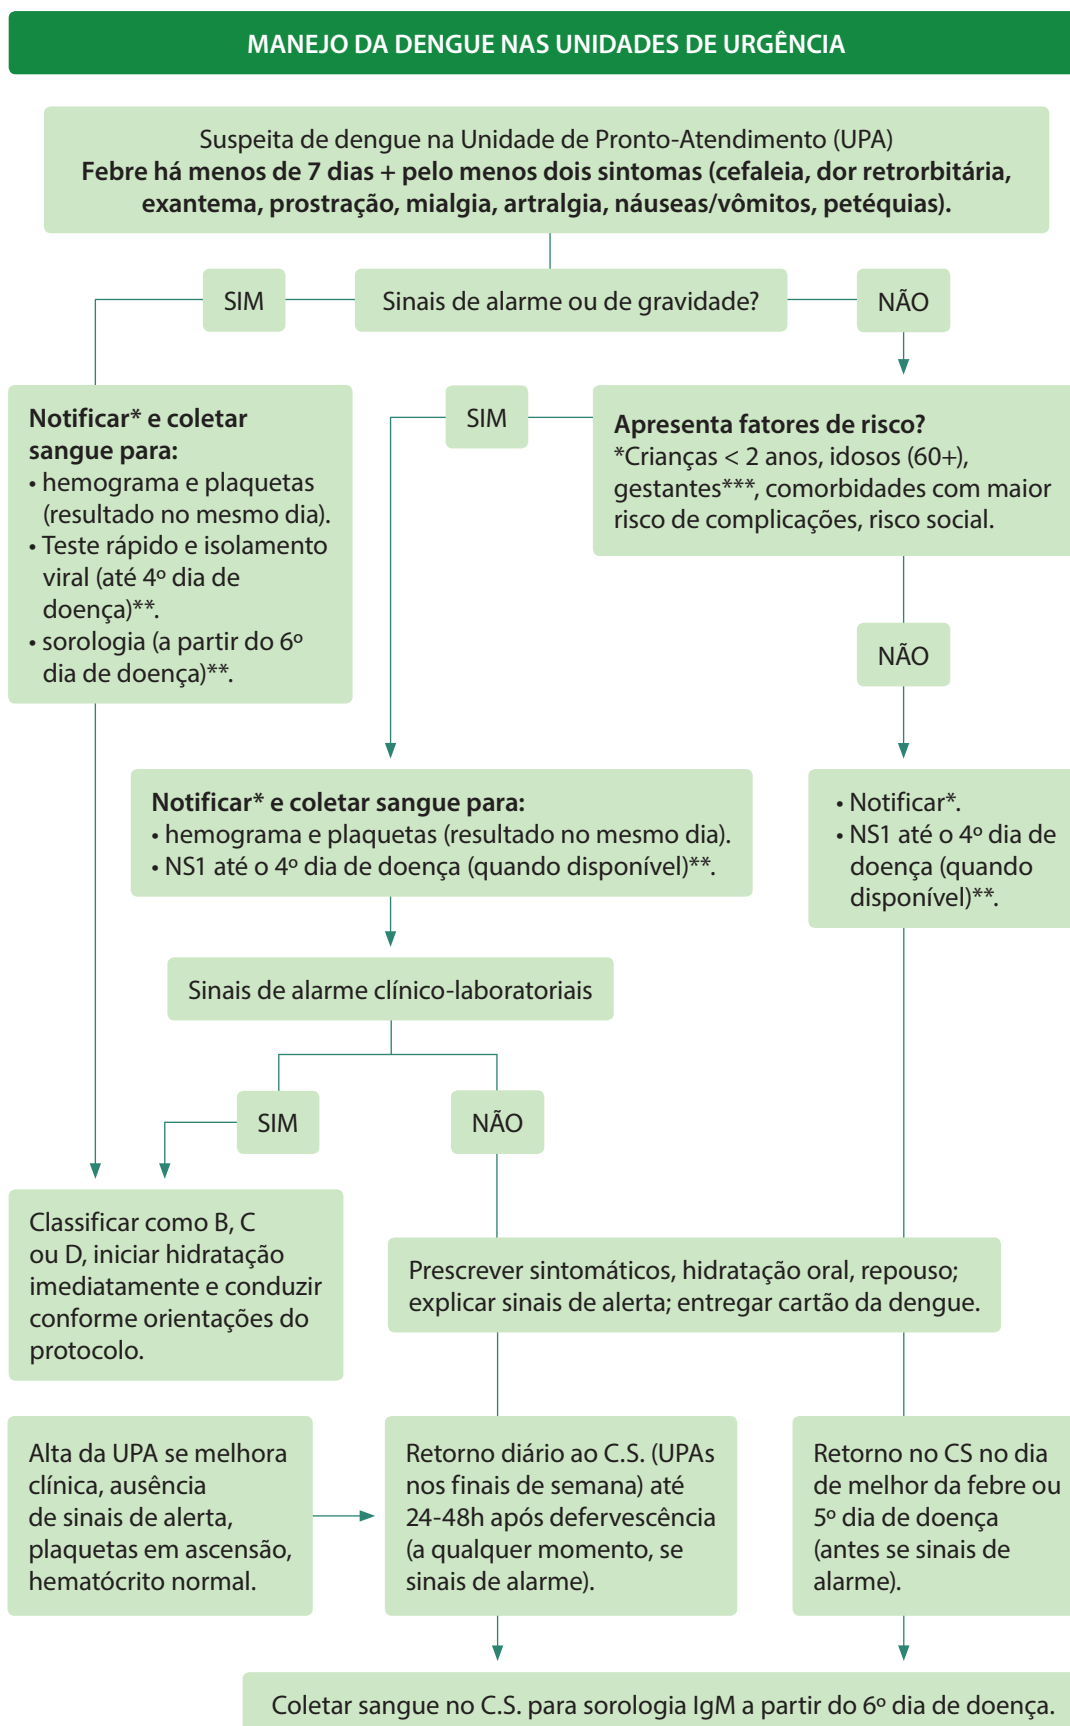 MANEJO DA DENGUE NAS UNIDADES DE URGÊNCIA
Suspeita de dengue na Unidade de Pronto-Atendimento (UPA)
Febre há menos de 7 dias + pelo menos dois sintomas (cefaleia, dor retrorbitária,
exantema, prostração, mialgia, artralgia, náuseas/vômitos, petéquias).
SIM
Sinais de alarme ou de gravidade?
NÃO
Notificar* e coletar
sangue para:
• hemograma e plaquetas
(resultado no mesmo dia).
• Teste rápido e isolamento
viral (até 4º dia de
doença)**.
• sorologia (a partir do 6º
dia de doença)**.
SIM
Apresenta fatores de risco?
*Crianças < 2 anos, idosos (60+),
gestantes***, comorbidades com maior
risco de complicações, risco social.
NÃO
Notificar* e coletar sangue para:
• hemograma e plaquetas (resultado no mesmo dia).
• NS1 até o 4º dia de doença (quando disponível)**.
• Notificar*.
• NS1 até o 4º dia de
doença (quando
disponível)**.
Sinais de alarme clínico-laboratoriais
SIM
NÃO
Classificar como B, C
ou D, iniciar hidratação
imediatamente e conduzir
conforme orientações do
protocolo.
Prescrever sintomáticos, hidratação oral, repouso;
explicar sinais de alerta; entregar cartão da dengue.
Alta da UPA se melhora
clínica, ausência
de sinais de alerta,
plaquetas em ascensão,
hematócrito normal.
Retorno diário ao C.S. (UPAs
nos finais de semana) até
24-48h após defervescência
(a qualquer momento, se
sinais de alarme).
Retorno no CS no dia
de melhor da febre ou
5º dia de doença
(antes se sinais de
alarme).
Coletar sangue no C.S. para sorologia IgM a partir do 6º dia de doença.